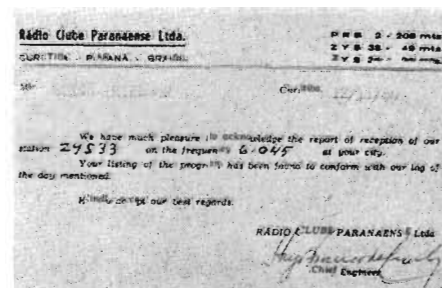 Rádio Clube Paranaense Ltda.
CURITIBA - PARANÁ - BRASIL
P R B 2 - 208 mts
Z Y S 38 - 49 mts
Z Y S
We have much pleasure to acknowledge the report of reception of our
station ZYS33 on the frequency 6.045 at your city.
Your listing of the program has been found to conform with our log of
the day mentioned.
Kindly accept our best regards.
RÁDIO CLUBE PARANAENSE Ltda
Chief Engineer